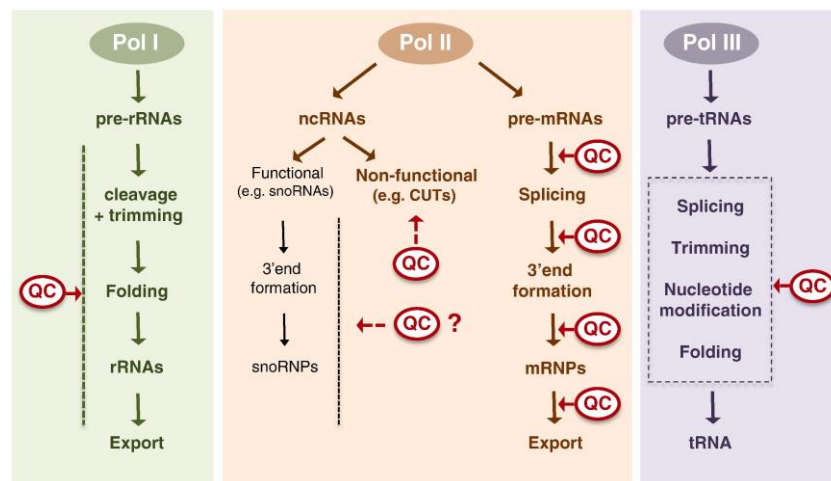 Pol I
pre-rRNAs
cleavage
+ trimming
QC
Folding
rRNAs
Export
Pol II
ncRNAs
pre-mRNAs
Functional
(e.g. snoRNAs)
Non-functional
(e.g. CUTs)
QC
3'end
formation
QC ?
snoRNPs
QC
Splicing
QC
3'end
formation
QC
mRNPs
QC
Export
Pol III
pre-tRNAs
Splicing
Trimming
Nucleotide
modification
QC
Folding
tRNA